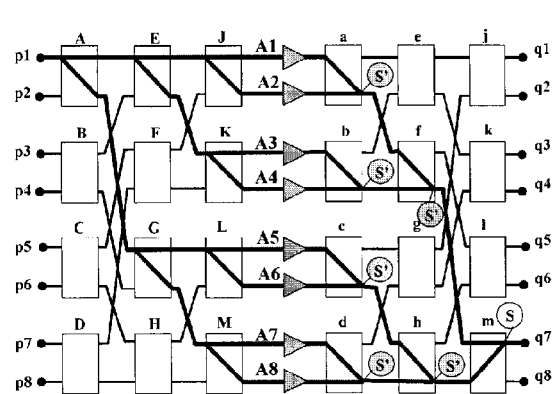 A E J A1 a e j
p1 q1
S'
p2 A2 q2
B F K A3 b f k
p3 q3
S'
p4 A4 q4
S'
C G L A5 c g l
p5 q5
S'
p6 A6 q6
D H M A7 d h m
S
p7 q7
S' S'
p8 A8 q8